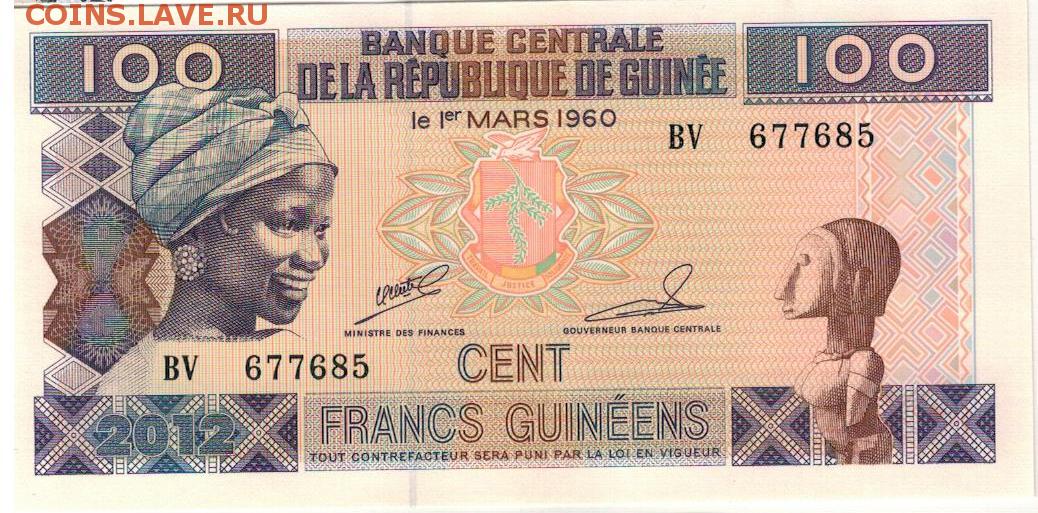 COINS.LAVE.RU
100
BANQUE CENTRALE
100
DE LA RÉPUBLIQUE DE GUINÉE
le 1er MARS 1960
BV 677685
JUSTICE
MINISTRE DES FINANCES
GOUVERNEUR BANQUE CENTRALE
BV 677685
CENT
2012
FRANCS GUINÉENS
TOUT CONTREFACTEUR SERA PUNI PAR LA LOI EN VIGUEUR